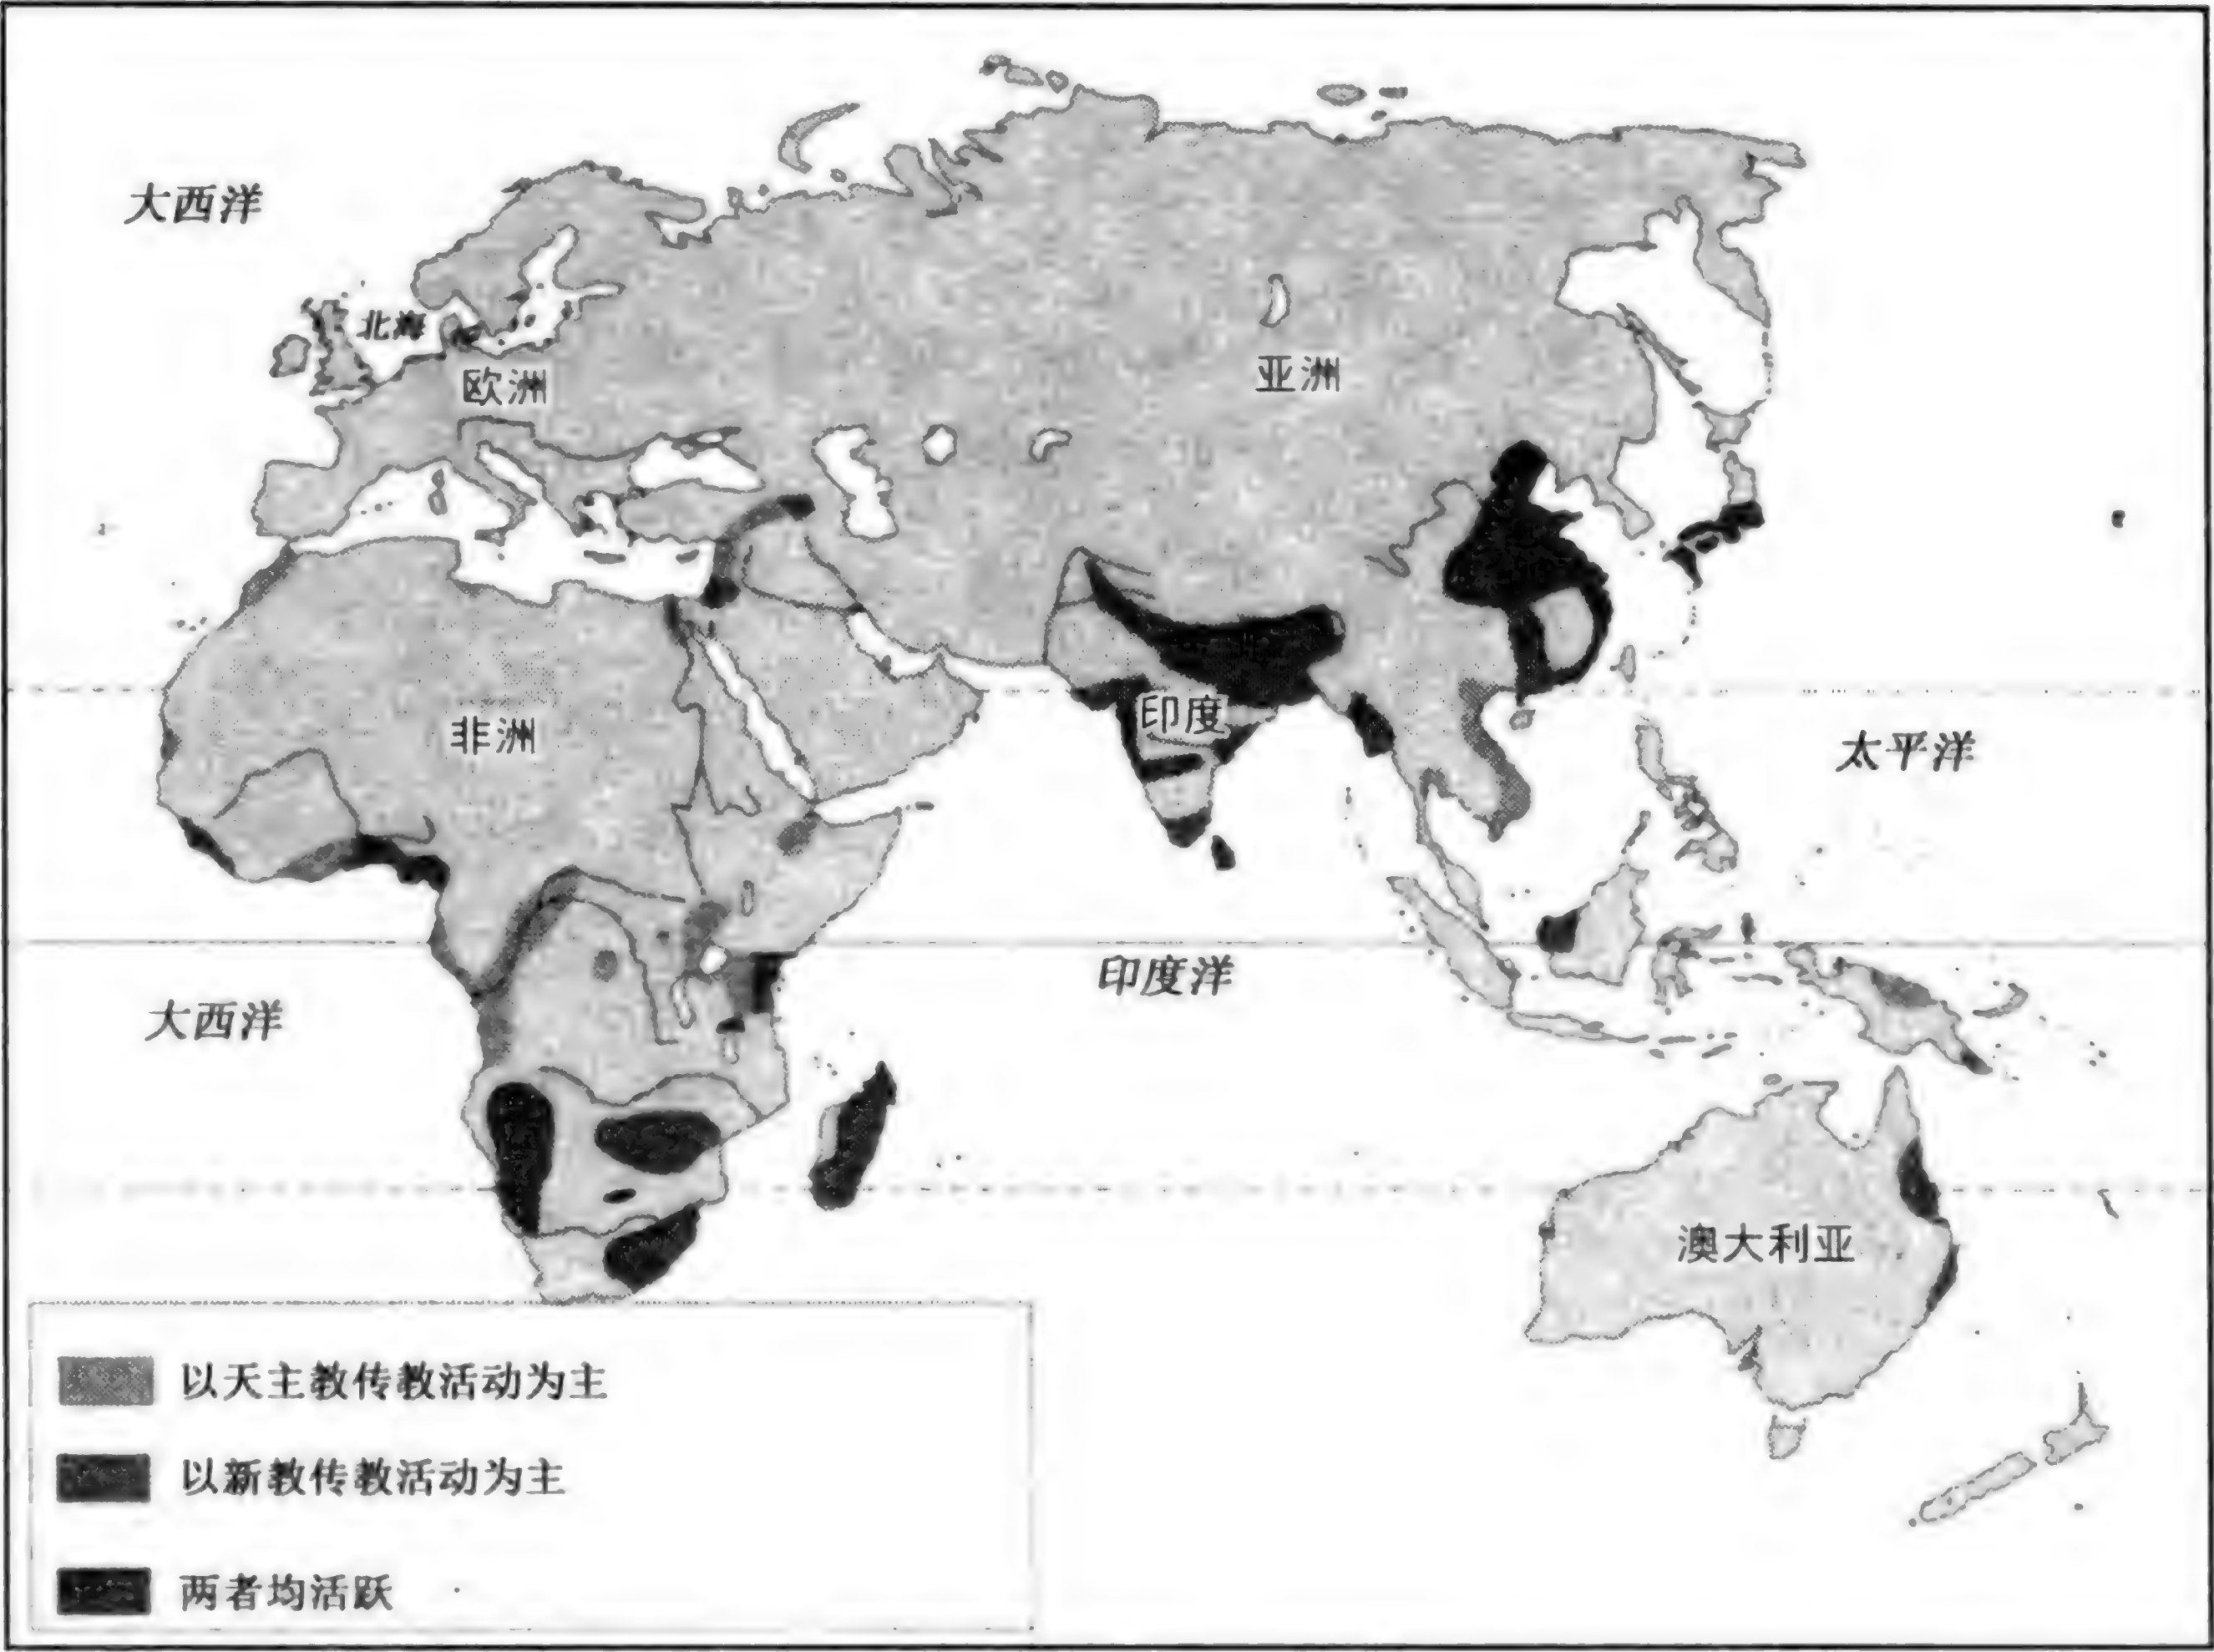 大西洋
北海
欧洲
亚洲
印度
非洲
太平洋
印度洋
大西洋
澳大利亚
以天主教传教活动为主
以新教传教活动为主
两者均活跃